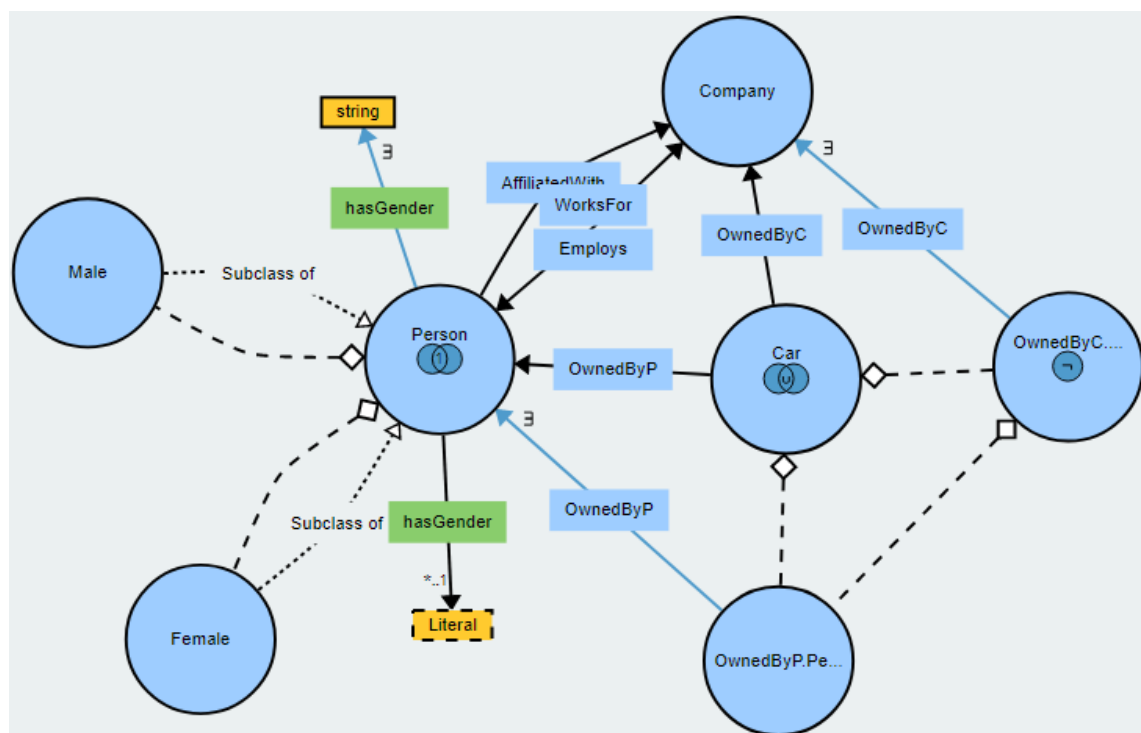 Company
string
∃
∃
AffiliatedWith
hasGender
WorksFor
OwnedByC
OwnedByC
Employs
Male
Subclass of
Person
1
Car
∪
OwnedByC....
¬
OwnedByP
∃
OwnedByP
Subclass of
hasGender
*..1
Literal
Female
OwnedByP.Pe...